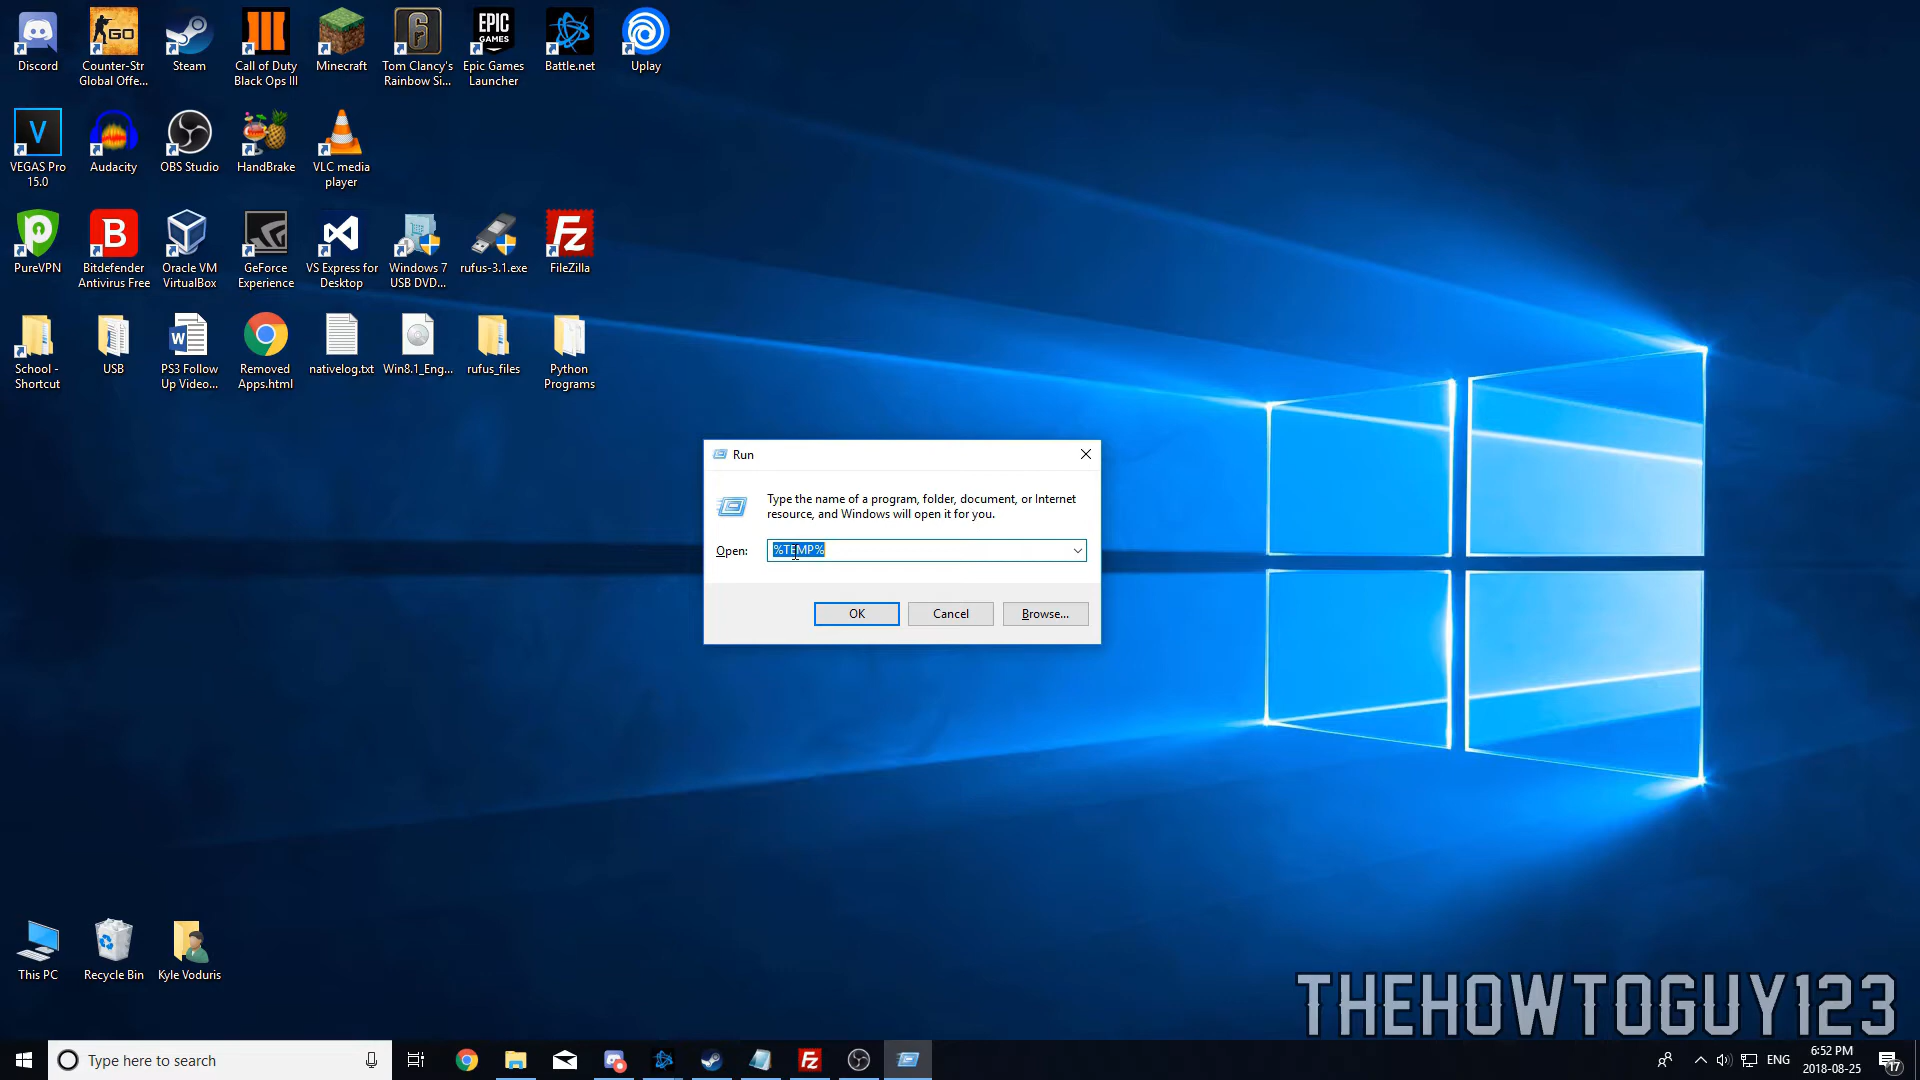 Discord
Counter-Str
Global Offe...
Steam
Call of Duty
Black Ops III
Minecraft
Tom Clancy's
Rainbow Si...
Epic Games
Launcher
Battle.net
Uplay
GO
6
EPIC
GAMES
V
VEGAS Pro
15.0
Audacity
OBS Studio
HandBrake
VLC media
player
B
Fz
PureVPN
Bitdefender
Antivirus Free
Oracle VM
VirtualBox
GeForce
Experience
VS Express for
Desktop
Windows 7
USB DVD...
rufus-3.1.exe
FileZilla
W
School -
Shortcut
USB
PS3 Follow
Up Video...
Removed
Apps.html
nativelog.txt
Win8.1_Eng...
rufus_files
Python
Programs
Run
Type the name of a program, folder, document, or Internet
resource, and Windows will open it for you.
Open: %TEMP%
OK Cancel Browse...
This PC
Recycle Bin
Kyle Voduris
THEHOWTOGUY123
Type here to search
Fz
ENG
6:52 PM
2018-08-25
17